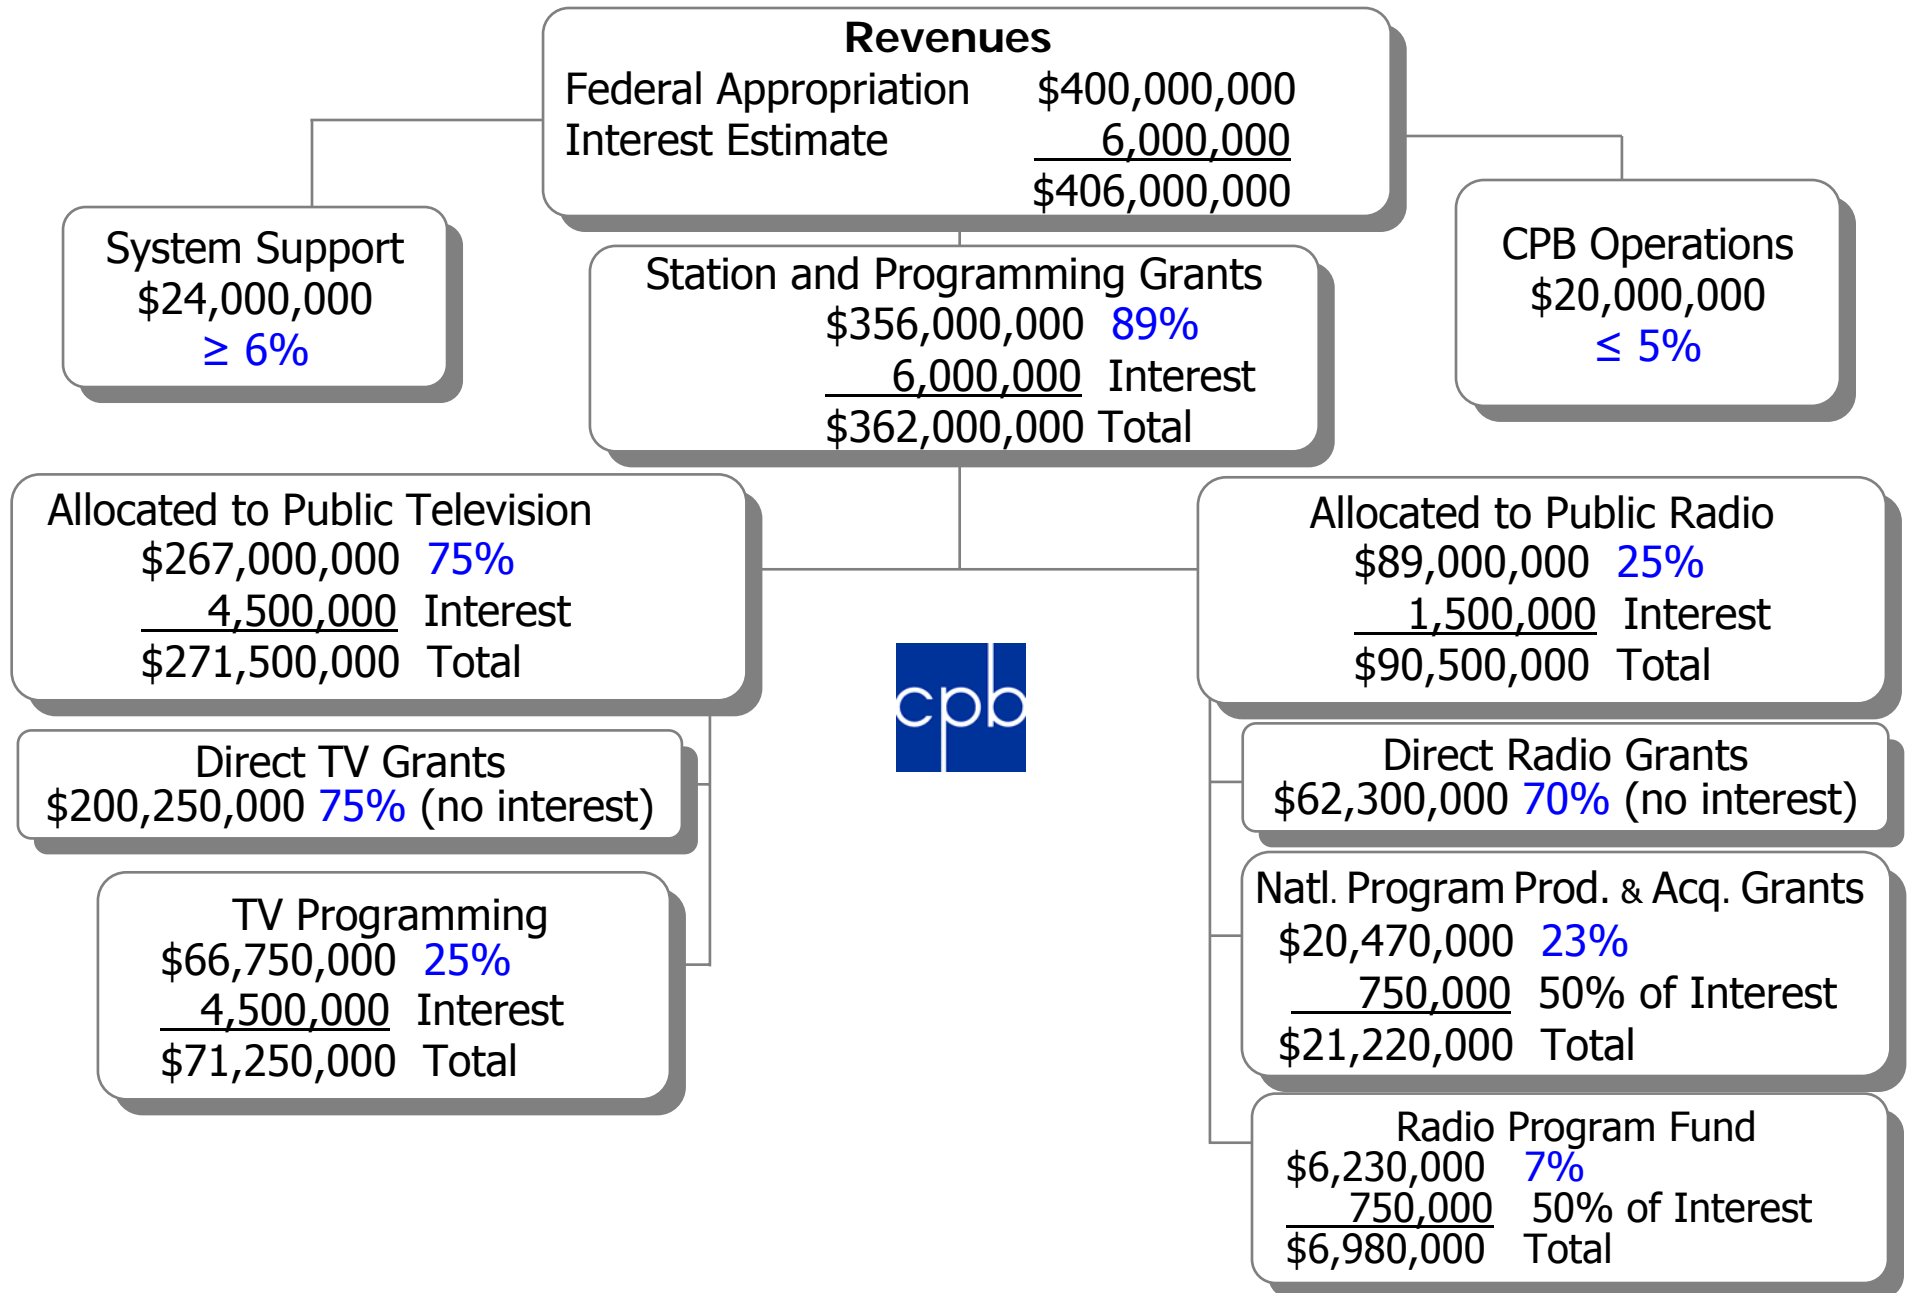 Revenues
Federal Appropriation $400,000,000
Interest Estimate 6,000,000
$406,000,000
System Support
$24,000,000
≥ 6%
Station and Programming Grants
$356,000,000 89%
6,000,000 Interest
$362,000,000 Total
CPB Operations
$20,000,000
≤ 5%
Allocated to Public Television
$267,000,000 75%
4,500,000 Interest
$271,500,000 Total
Allocated to Public Radio
$89,000,000 25%
1,500,000 Interest
$90,500,000 Total
cpb
Direct TV Grants
$200,250,000 75% (no interest)
TV Programming
$66,750,000 25%
4,500,000 Interest
$71,250,000 Total
Direct Radio Grants
$62,300,000 70% (no interest)
Natl. Program Prod. & Acq. Grants
$20,470,000 23%
750,000 50% of Interest
$21,220,000 Total
Radio Program Fund
$6,230,000 7%
750,000 50% of Interest
$6,980,000 Total